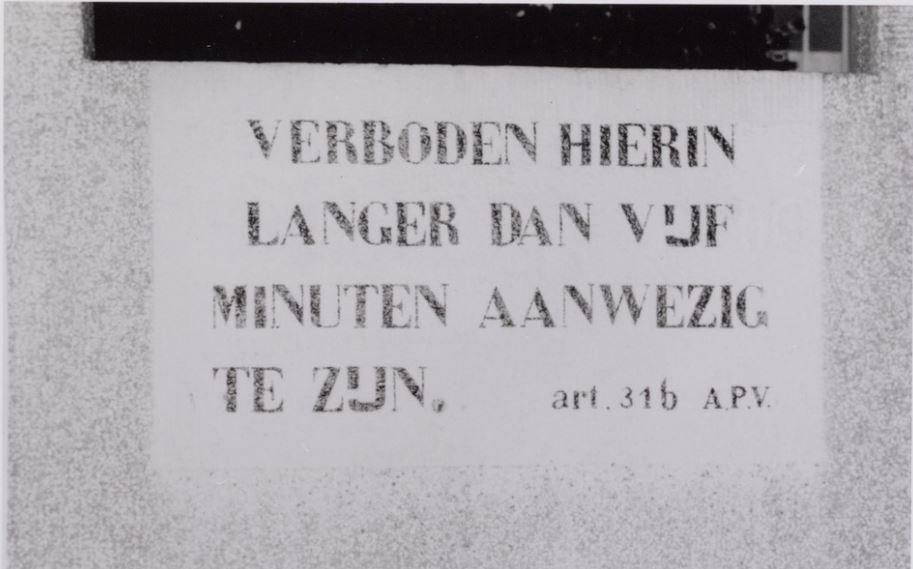 VERBODEN HIERIN
LANGER DAN VIJF
MINUTEN AANWEZIG
TE ZIJN. art. 31b A.P.V.